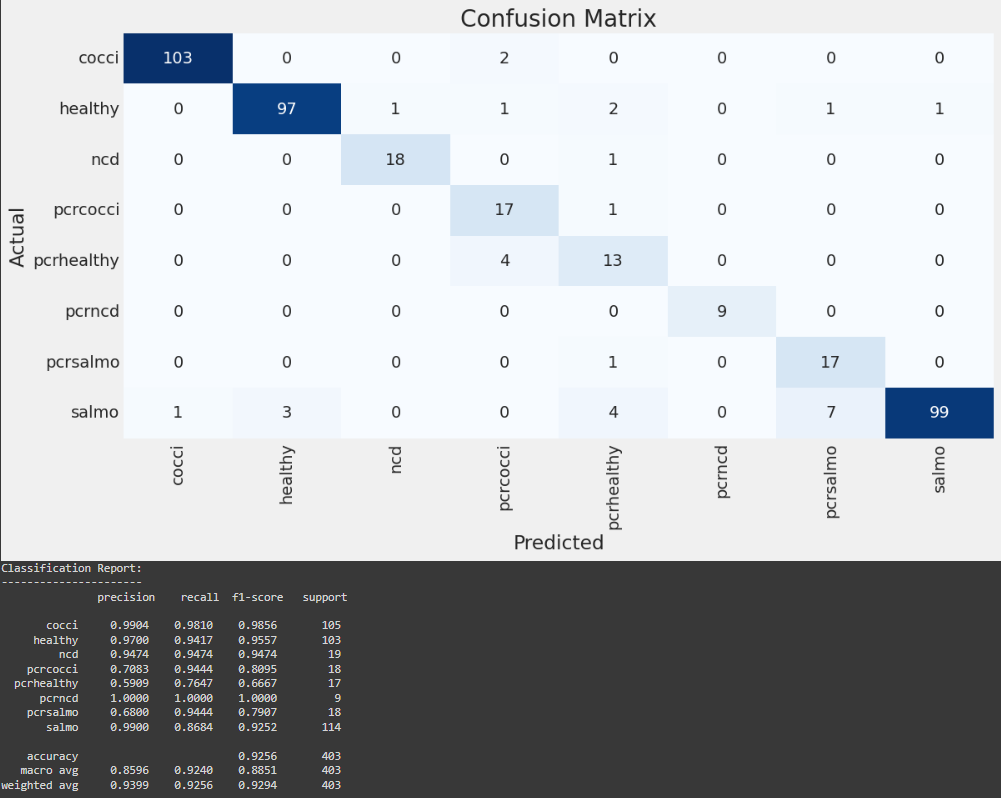 Confusion Matrix
cocci 103 0 0 2 0 0 0 0
healthy 0 97 1 1 2 0 1 1
ncd 0 0 18 0 1 0 0 0
pcrcocci 0 0 0 17 1 0 0 0
pcrhealthy 0 0 0 4 13 0 0 0
pcrncd 0 0 0 0 0 9 0 0
pcrsalmo 0 0 0 0 1 0 17 0
salmo 1 3 0 0 4 0 7 99
Actual
cocci healthy ncd pcrcocci pcrhealthy pcrncd pcrsalmo salmo
Predicted
Classification Report:
----------------------
precision recall f1-score support
cocci 0.9904 0.9810 0.9856 105
healthy 0.9700 0.9417 0.9557 103
ncd 0.9474 0.9474 0.9474 19
pcrcocci 0.7083 0.9444 0.8095 18
pcrhealthy 0.5909 0.7647 0.6667 17
pcrncd 1.0000 1.0000 1.0000 9
pcrsalmo 0.6800 0.9444 0.7907 18
salmo 0.9900 0.8684 0.9252 114
accuracy 0.9256 403
macro avg 0.8596 0.9240 0.8851 403
weighted avg 0.9399 0.9256 0.9294 403